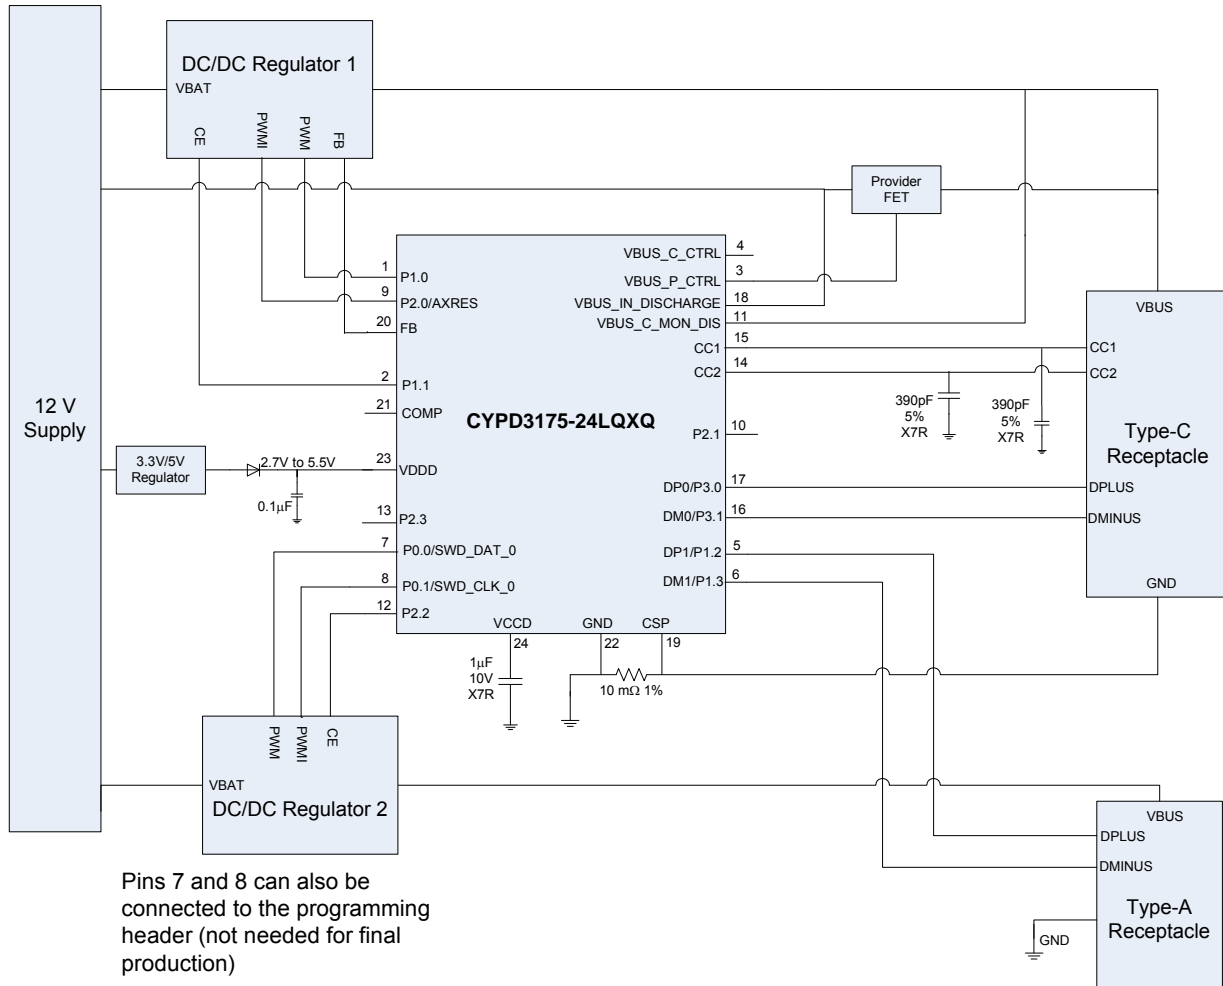 DC/DC Regulator 1
VBAT
CE
PWMI
PWM
FB
Provider
FET
12 V
Supply
3.3V/5V
Regulator
2.7V to 5.5V
0.1μF
CYPD3175-24LQXQ
1
P1.0
9
P2.0/AXRES
20
FB
2
P1.1
21
COMP
23
VDDD
13
P2.3
7
P0.0/SWD_DAT_0
8
P0.1/SWD_CLK_0
12
P2.2
VBUS_C_CTRL
4
VBUS_P_CTRL
3
VBUS_IN_DISCHARGE
18
VBUS_C_MON_DIS
11
CC1
15
CC2
14
P2.1
10
DP0/P3.0
17
DM0/P3.1
16
DP1/P1.2
5
DM1/P1.3
6
VCCD
24
GND
22
CSP
19
1μF
10V
X7R
10 mΩ 1%
390pF
5%
X7R
390pF
5%
X7R
VBUS
CC1
CC2
Type-C
Receptacle
DPLUS
DMINUS
GND
PWM
PWMI
CE
VBAT
DC/DC Regulator 2
VBUS
DPLUS
DMINUS
Type-A
Receptacle
GND
Pins 7 and 8 can also be
connected to the programming
header (not needed for final
production)